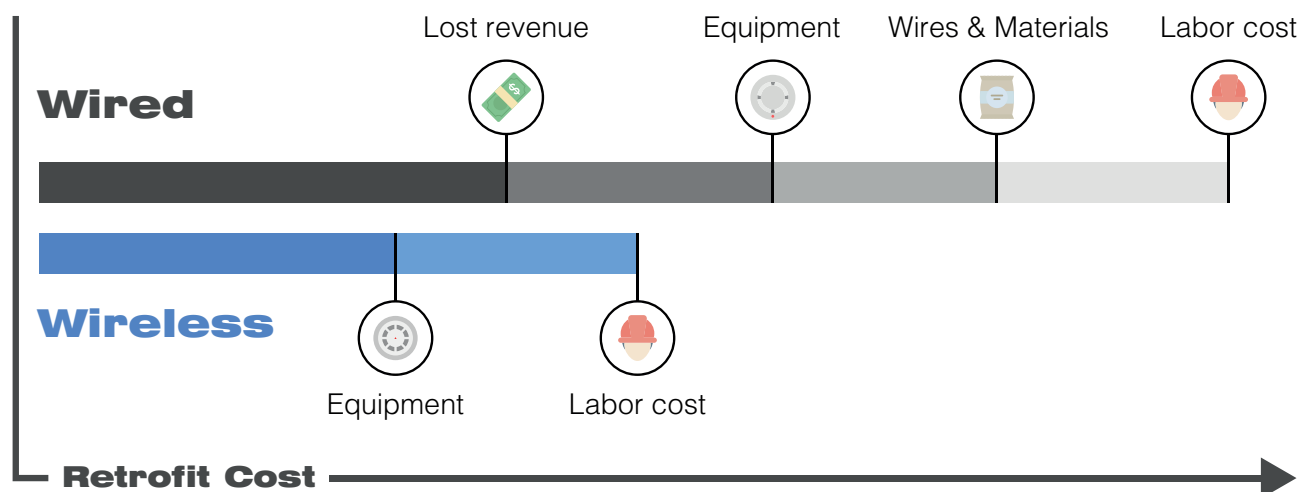 Lost revenue Equipment Wires & Materials Labor cost
Wired
Wireless
Equipment Labor cost
Retrofit Cost